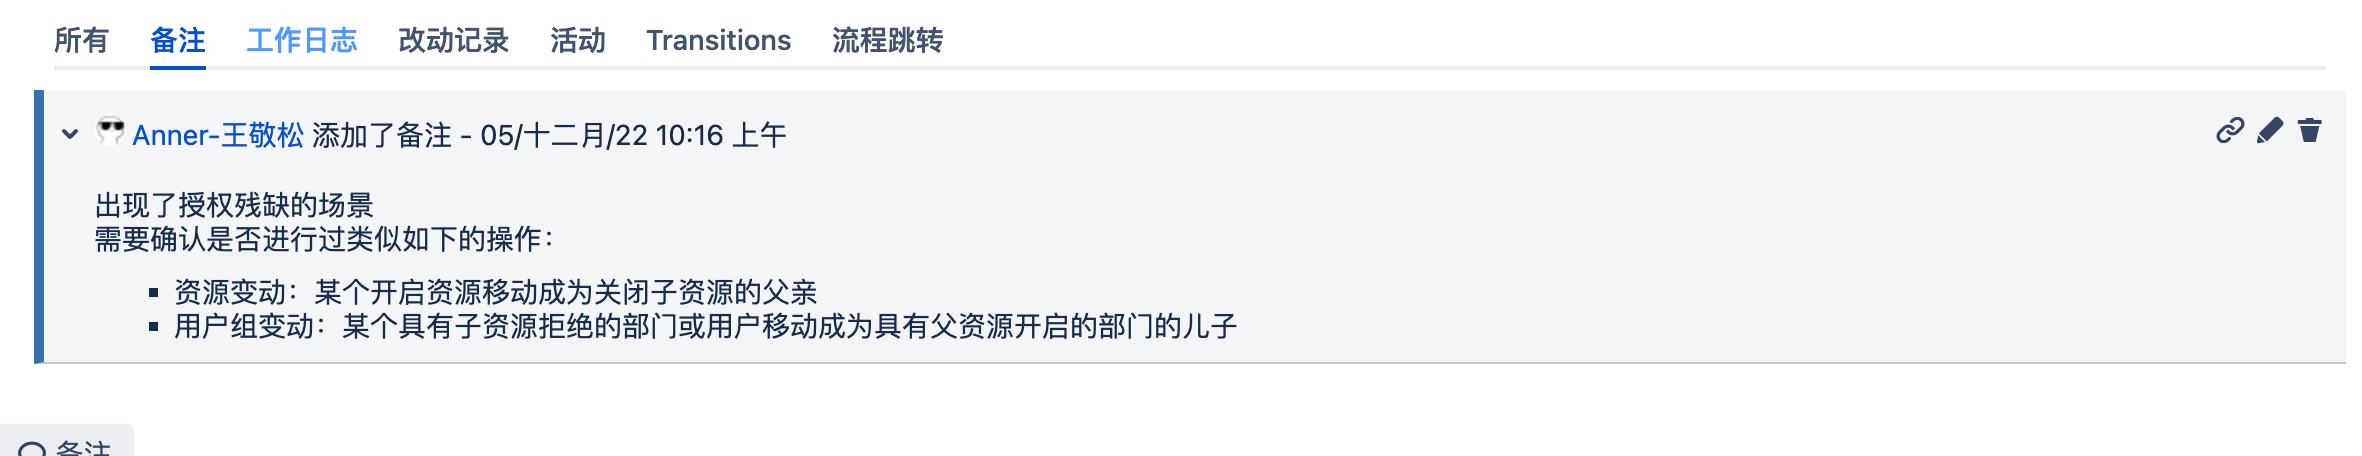 所有 备注 工作日志 改动记录 活动 Transitions 流程跳转
Anner-王敬松 添加了备注 - 05/十二月/22 10:16 上午
出现了授权残缺的场景
需要确认是否进行过类似如下的操作：
▪ 资源变动：某个开启资源移动成为关闭子资源的父亲
▪ 用户组变动：某个具有子资源拒绝的部门或用户移动成为具有父资源开启的部门的儿子
备注